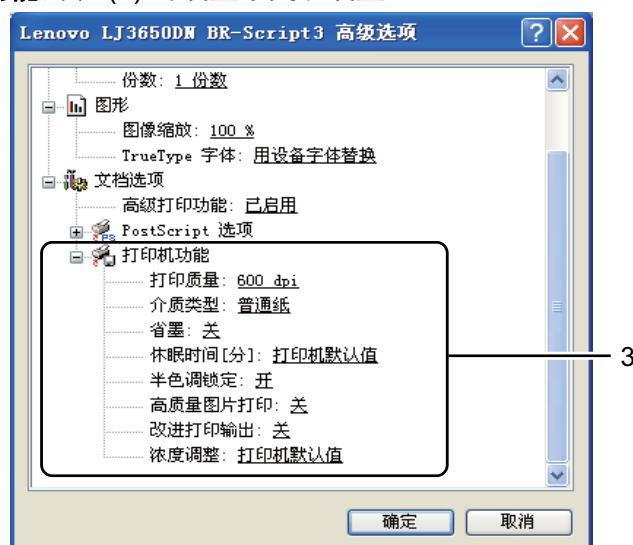 Lenovo LJ3650DN BR-Script3 高级选项
份数: 1 份数
图形
图像缩放: 100 %
TrueType 字体: 用设备字体替换
文档选项
高级打印功能: 已启用
PostScript 选项
打印机功能
打印质量: 600 dpi
介质类型: 普通纸
省墨: 关
休眠时间[分]: 打印机默认值
3
半色调锁定: 开
高质量图片打印: 关
改进打印输出: 关
浓度调整: 打印机默认值
确定 取消